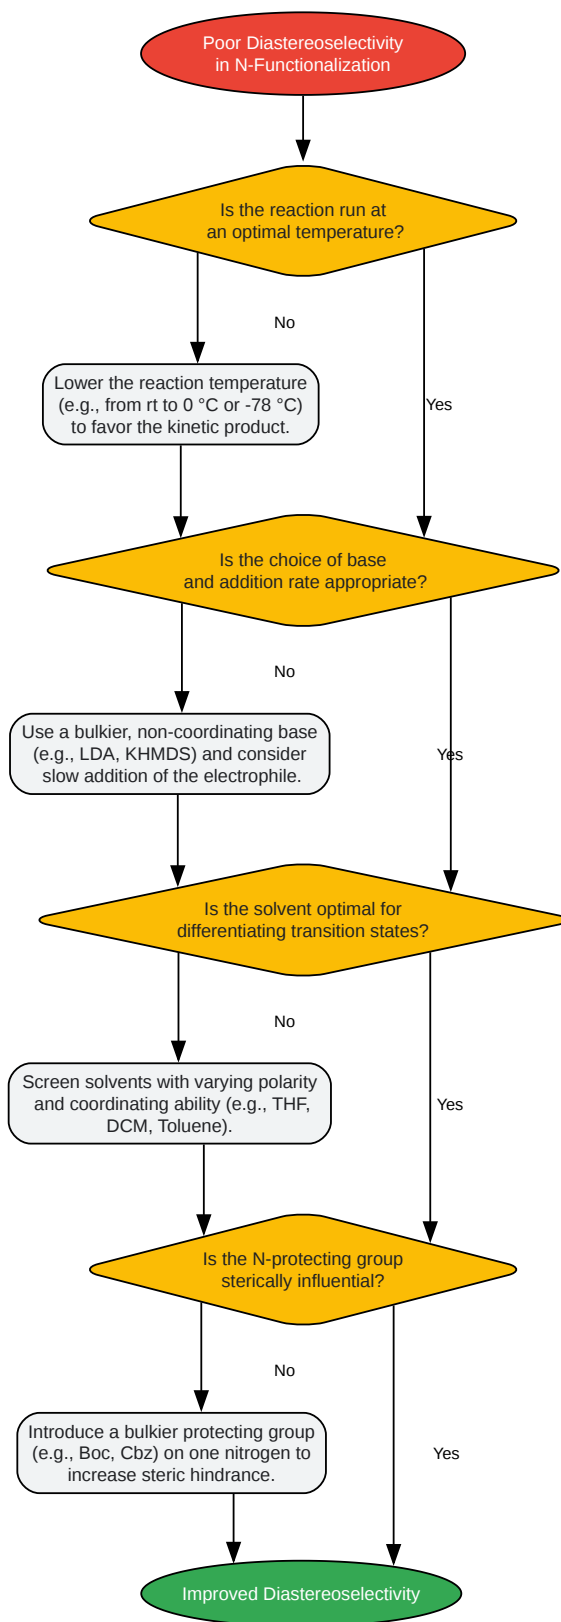 Poor Diastereoselectivity
in N-Functionalization
Is the reaction run at
an optimal temperature?
No
Lower the reaction temperature
(e.g., from rt to 0 °C or -78 °C)
to favor the kinetic product.
Yes
Is the choice of base
and addition rate appropriate?
No
Use a bulkier, non-coordinating base
(e.g., LDA, KHMDS) and consider
slow addition of the electrophile.
Yes
Is the solvent optimal for
differentiating transition states?
No
Screen solvents with varying polarity
and coordinating ability (e.g., THF,
DCM, Toluene).
Yes
Is the N-protecting group
sterically influential?
No
Introduce a bulkier protecting group
(e.g., Boc, Cbz) on one nitrogen to
increase steric hindrance.
Yes
Improved Diastereoselectivity